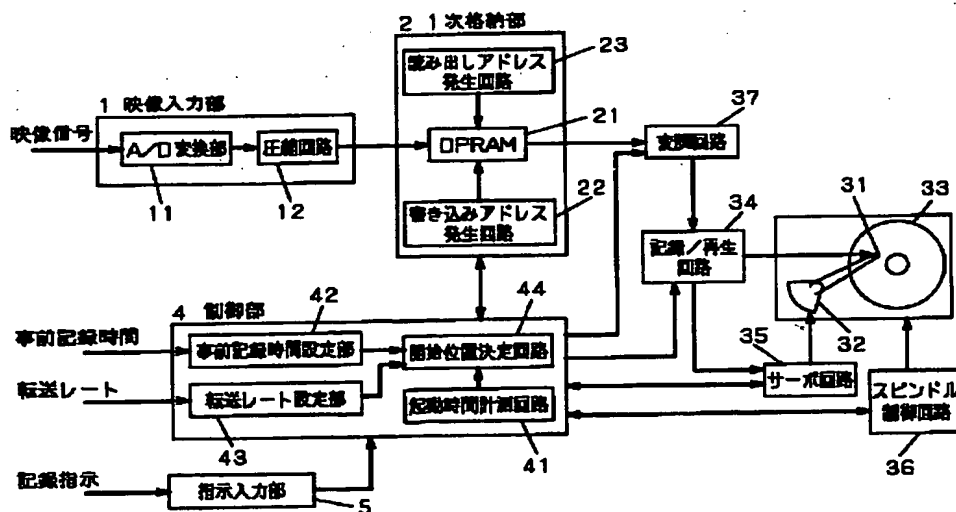 2 1次格納部
23
読み出しアドレス
発生回路
1 映像入力部
映像信号
A/D変換部
圧縮回路
11
12
DPRAM
21
37
変調回路
書き込みアドレス
発生回路
22
34
記録/再生
回路
31
33
32
4 制御部
42
44
事前記録時間
事前記録時間設定部
開始位置決定回路
転送レート
転送レート設定部
起動時間計測回路
43
41
35
サーボ回路
スピンドル
制御回路
36
記録指示
指示入力部
5